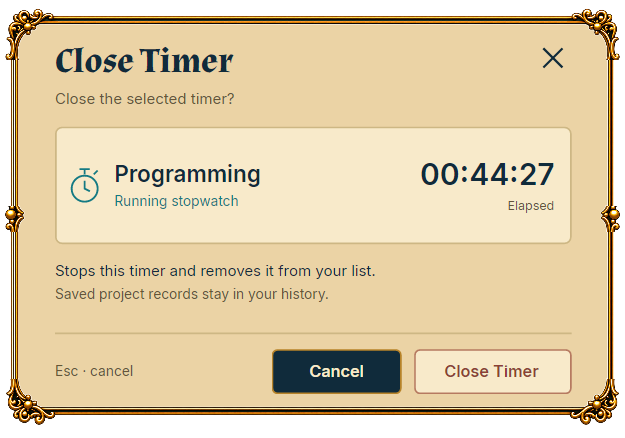 Close Timer
Close the selected timer?
Programming
Running stopwatch
00:44:27
Elapsed
Stops this timer and removes it from your list.
Saved project records stay in your history.
Esc · cancel
Cancel
Close Timer